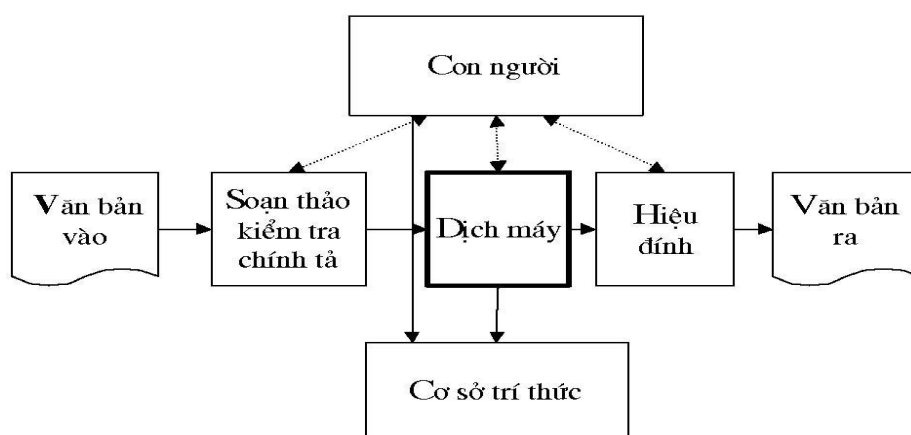 Con người
Văn bản
vào
Soạn thảo
kiểm tra
chính tả
Dịch máy
Hiệu
đính
Văn bản
ra
Cơ sở trí thức